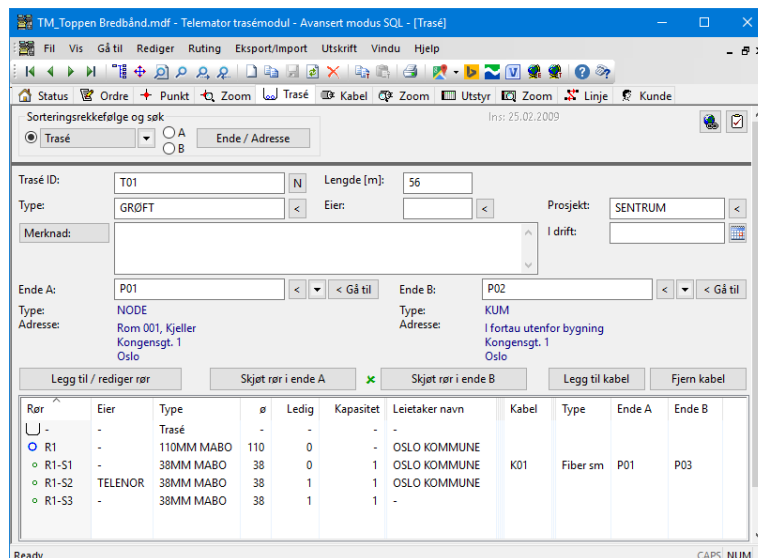 TM_Toppen Bredbånd.mdf - Telemator trasémodul - Avansert modus SQL - [Trasé]
Fil Vis Gå til Rediger Ruting Eksport/Import Utskrift Vindu Hjelp
Status Ordre Punkt Zoom Trasé Kabel Zoom Utstyr Zoom Linje Kunde
Sorteringsrekkefølge og søk
Ins: 25.02.2009
Trasé A B Ende / Adresse
Trasé ID: T01 N Lengde [m]: 56
Type: GRØFT < Eier: < Prosjekt: SENTRUM <
Merknad: I drift:
Ende A: P01 < < Gå til Ende B: P02 < < Gå til
Type: NODE Type: KUM
Adresse: Rom 001, Kjeller Adresse: I fortau utenfor bygning
Kongensgt. 1 Kongensgt. 1
Oslo Oslo
Legg til / rediger rør Skjøt rør i ende A Skjøt rør i ende B Legg til kabel Fjern kabel
Rør Eier Type ø Ledig Kapasitet Leietaker navn Kabel Type Ende A Ende B
- - Trasé - - - -
R1 - 110MM MABO 110 0 - OSLO KOMMUNE
R1-S1 - 38MM MABO 38 0 1 OSLO KOMMUNE K01 Fiber sm P01 P03
R1-S2 TELENOR 38MM MABO 38 1 1 OSLO KOMMUNE
R1-S3 - 38MM MABO 38 1 1 -
Ready CAPS NUM